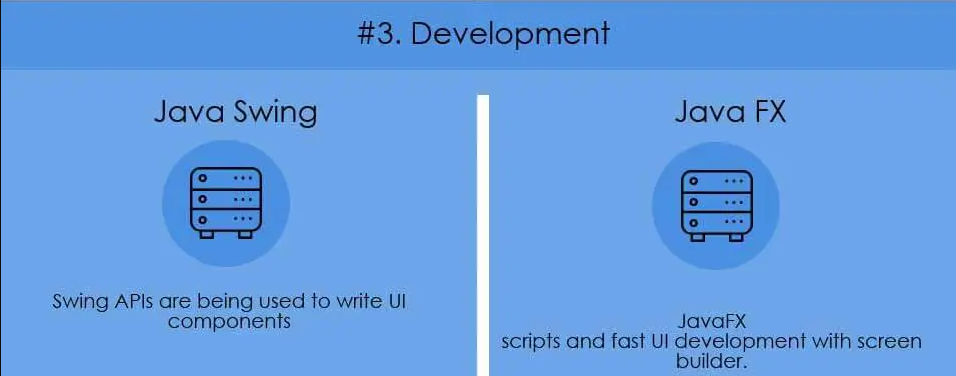 #3. Development
Java Swing
Swing APIs are being used to write UI
components
Java FX
JavaFX
scripts and fast UI development with screen
builder.